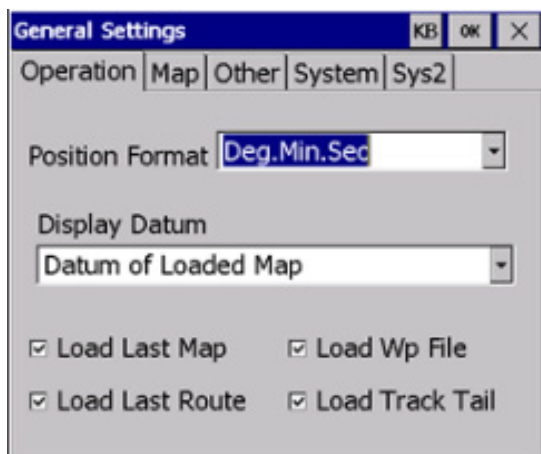 General Settings KB OK X
Operation Map Other System Sys2
Position Format Deg.Min.Sec
Display Datum
Datum of Loaded Map
Load Last Map Load Wp File
Load Last Route Load Track Tail